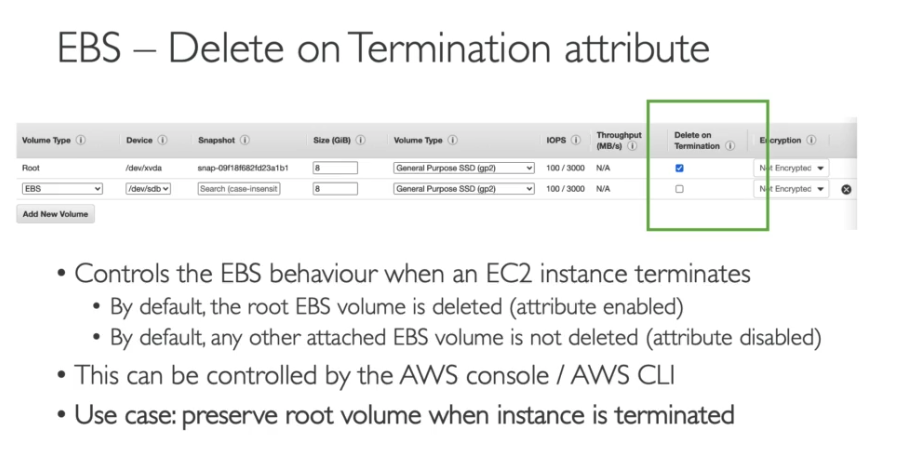 EBS – Delete on Termination attribute
Volume Type Device Snapshot Size (GiB) Volume Type IOPS Throughput (MB/s) Delete on Termination Encryption
Root /dev/xvda snap-09f18f682fd23a1b1 8 General Purpose SSD (gp2) 100 / 3000 N/A Not Encrypted
EBS /dev/sdb Search (case-insensit 8 General Purpose SSD (gp2) 100 / 3000 N/A Not Encrypted
Add New Volume
• Controls the EBS behaviour when an EC2 instance terminates
• By default, the root EBS volume is deleted (attribute enabled)
• By default, any other attached EBS volume is not deleted (attribute disabled)
• This can be controlled by the AWS console / AWS CLI
• Use case: preserve root volume when instance is terminated